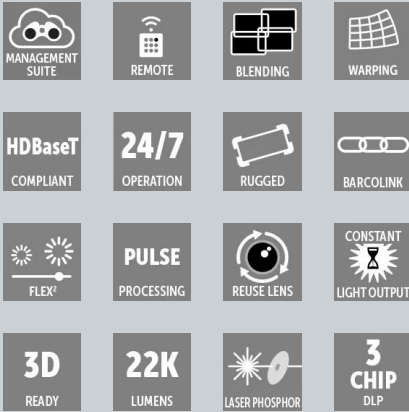 MANAGEMENT
SUITE
REMOTE
BLENDING
WARPING
HDBaseT
COMPLIANT
24/7
OPERATION
RUGGED
BARCOLINK
FLEX²
PULSE
PROCESSING
REUSE LENS
CONSTANT
LIGHT OUTPUT
3D
READY
22K
LUMENS
LASER PHOSPHOR
3
CHIP
DLP